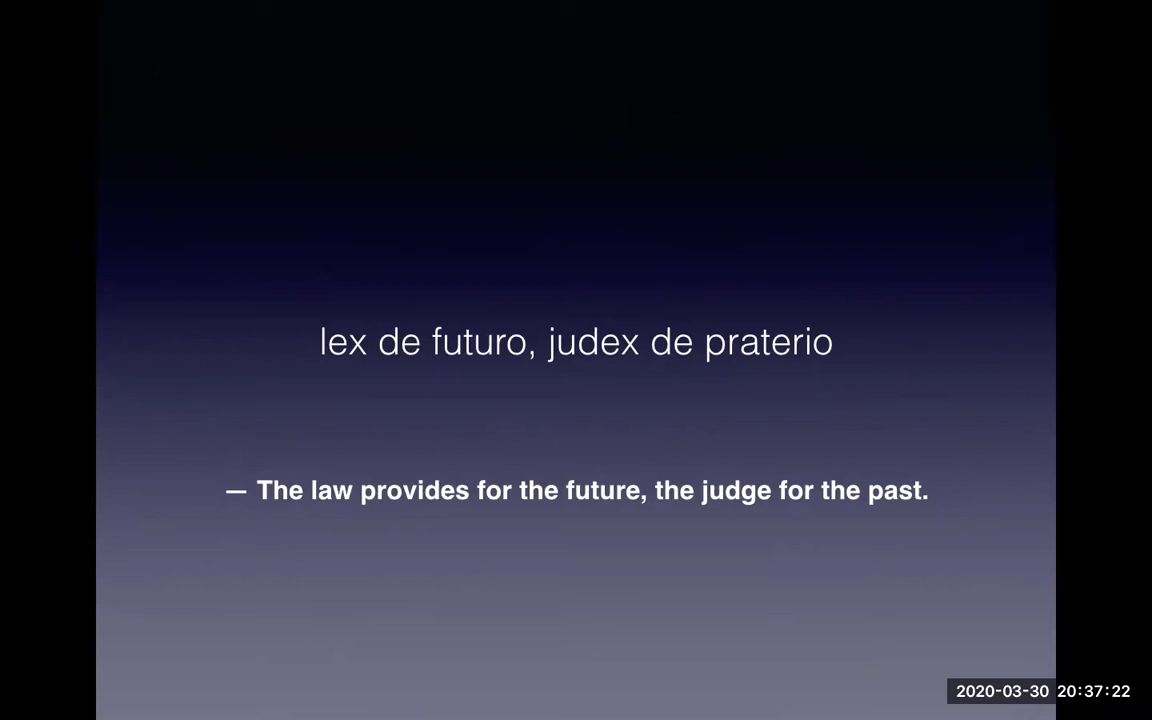 lex de futuro, judex de praterio
— The law provides for the future, the judge for the past.
2020-03-30 20:37:22